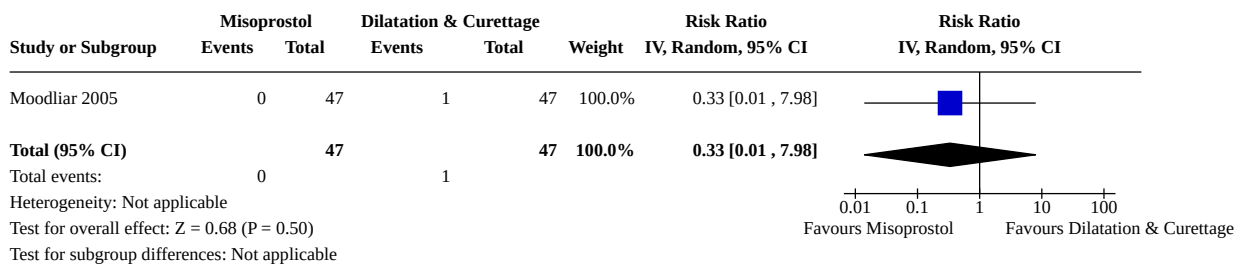 Misoprostol Dilatation & Curettage Risk Ratio Risk Ratio
Study or Subgroup Events Total Events Total Weight IV, Random, 95% CI IV, Random, 95% CI
Moodliar 2005 0 47 1 47 100.0% 0.33 [0.01 , 7.98]
Total (95% CI) 47 47 100.0% 0.33 [0.01 , 7.98]
Total events: 0 1
Heterogeneity: Not applicable
0.01 0.1 1 10 100
Test for overall effect: Z = 0.68 (P = 0.50) Favours Misoprostol Favours Dilatation & Curettage
Test for subgroup differences: Not applicable